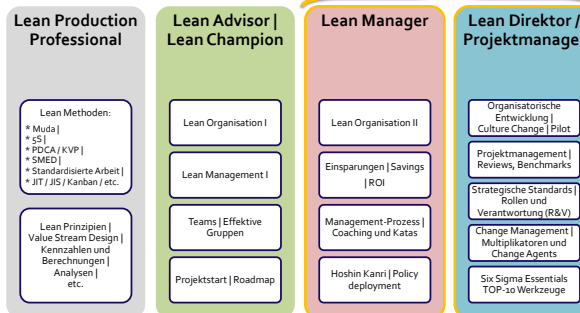 Lean Production
Professional
Lean Methoden:
* Muda |
* 5S |
* PDCA / KVP |
* SMED |
* Standardisierte Arbeit |
* JIT / JIS / Kanban / etc.
Lean Prinzipien |
Value Stream Design |
Kennzahlen und
Berechnungen |
Analysen |
etc.
Lean Advisor |
Lean Champion
Lean Organisation I
Lean Management I
Teams | Effektive
Gruppen
Projektstart | Roadmap
Lean Manager
Lean Organisation II
Einsparungen | Savings
| ROI
Management-Prozess |
Coaching und Katas
Hoshin Kanri | Policy
deployment
Lean Direktor /
Projektmanage
Organisatorische
Entwicklung |
Culture Change | Pilot
Projektmanagement |
Reviews, Benchmarks
Strategische Standards |
Rollen und
Verantwortung (R&V)
Change Management |
Multiplikatoren und
Change Agents
Six Sigma Essentials
TOP-10 Werkzeuge